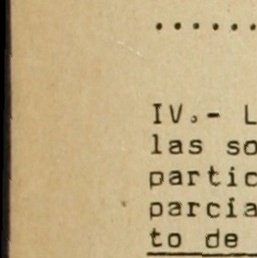 .......
IV.- L
las so
partic
parcia
to de